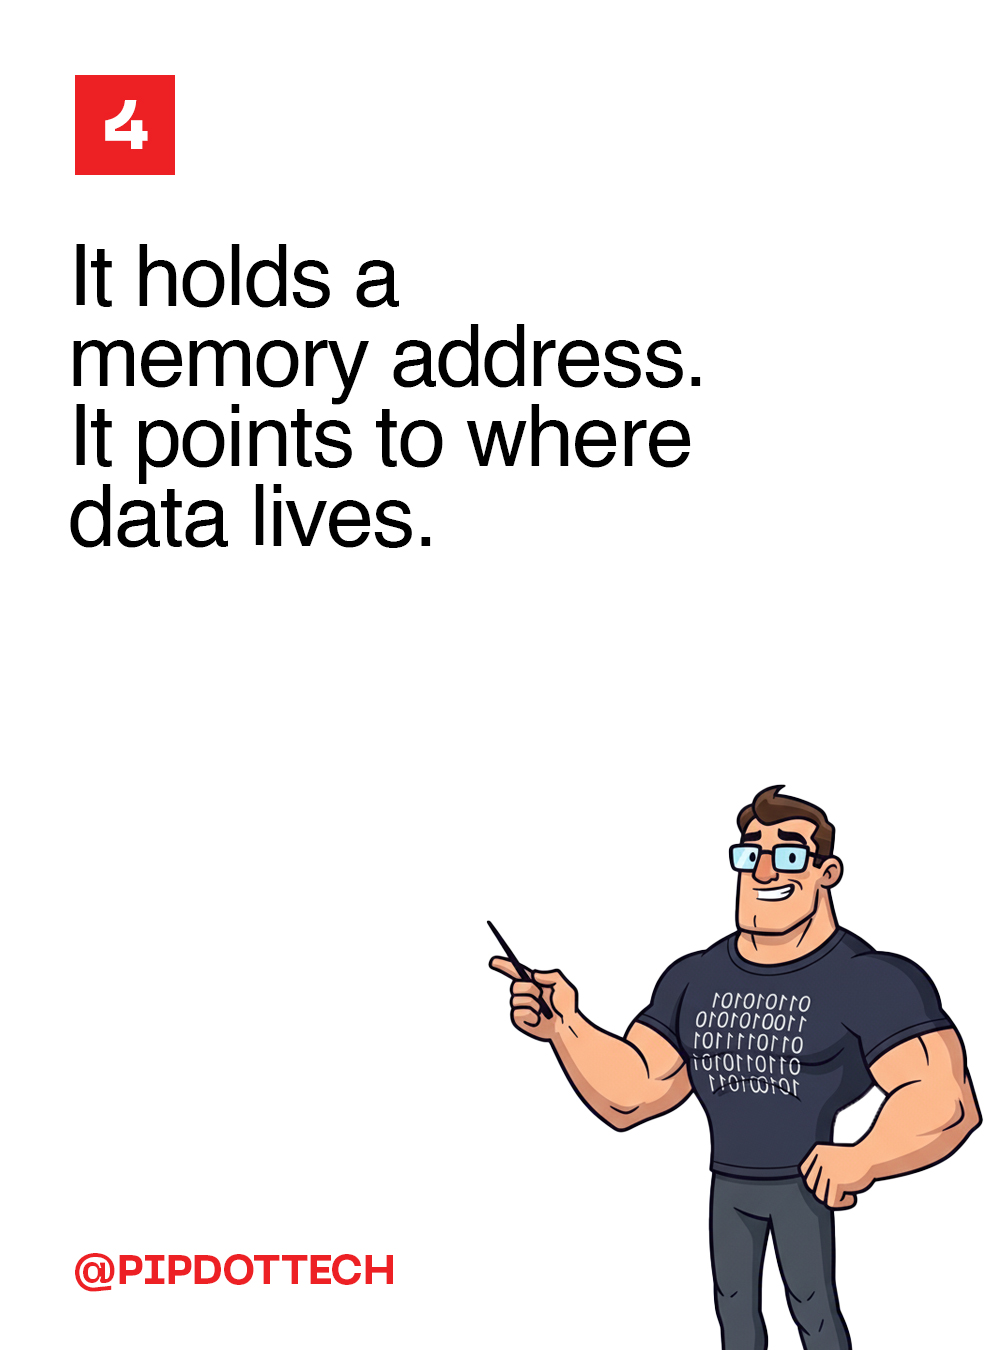 4
It holds a
memory address.
It points to where
data lives.
@PIPDOTTECH